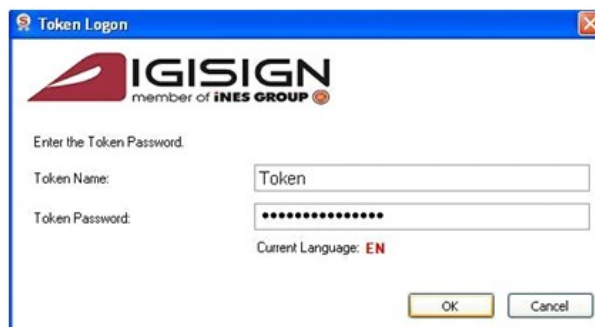 Token Logon
IGISIGN
member of iNES GROUP
Enter the Token Password.
Token Name:
Token
Token Password:
•••••••••••••••
Current Language: EN
OK
Cancel